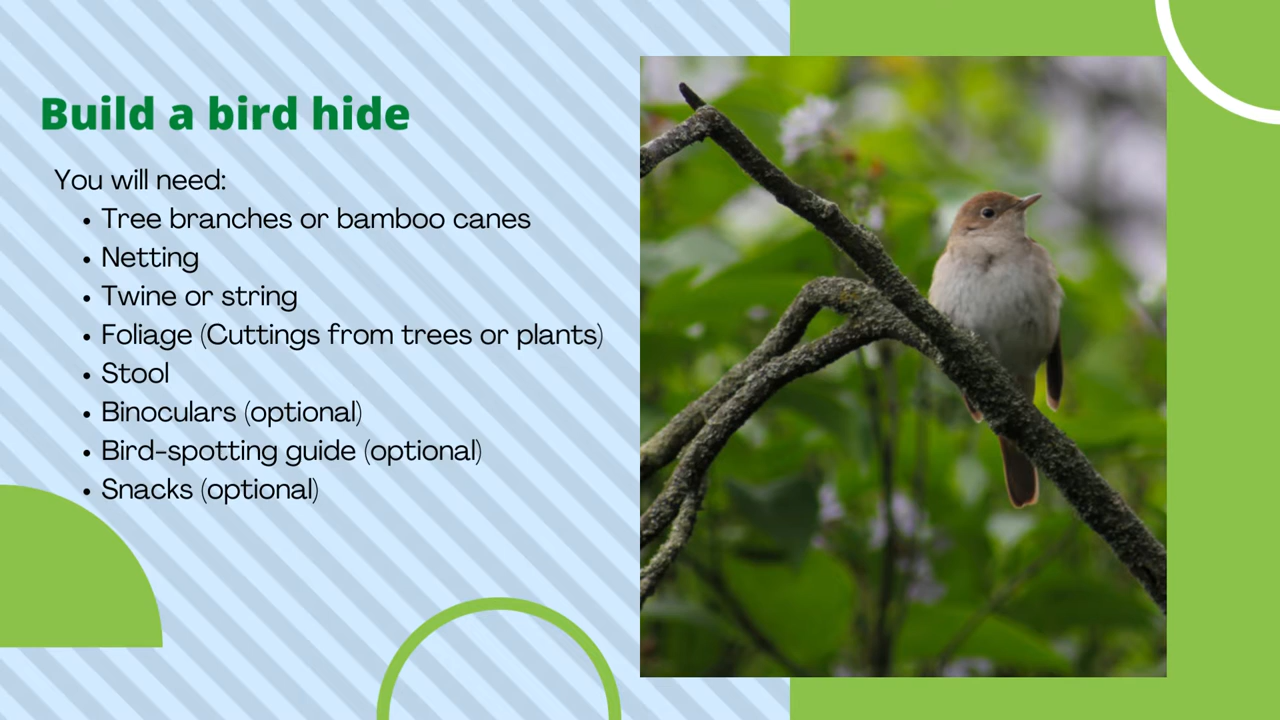 Build a bird hide
You will need:
• Tree branches or bamboo canes
• Netting
• Twine or string
• Foliage (Cuttings from trees or plants)
• Stool
• Binoculars (optional)
• Bird-spotting guide (optional)
• Snacks (optional)